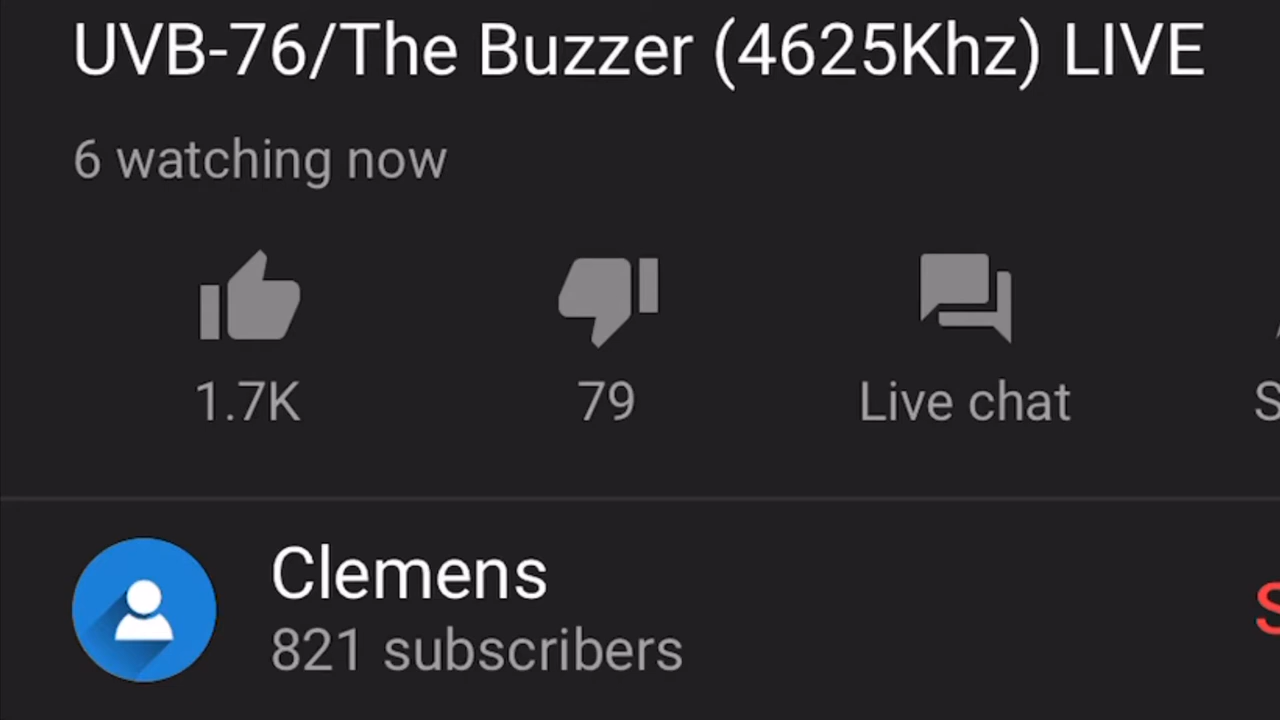 UVB-76/The Buzzer (4625Khz) LIVE
6 watching now
1.7K
79
Live chat
S
Clemens
821 subscribers
S